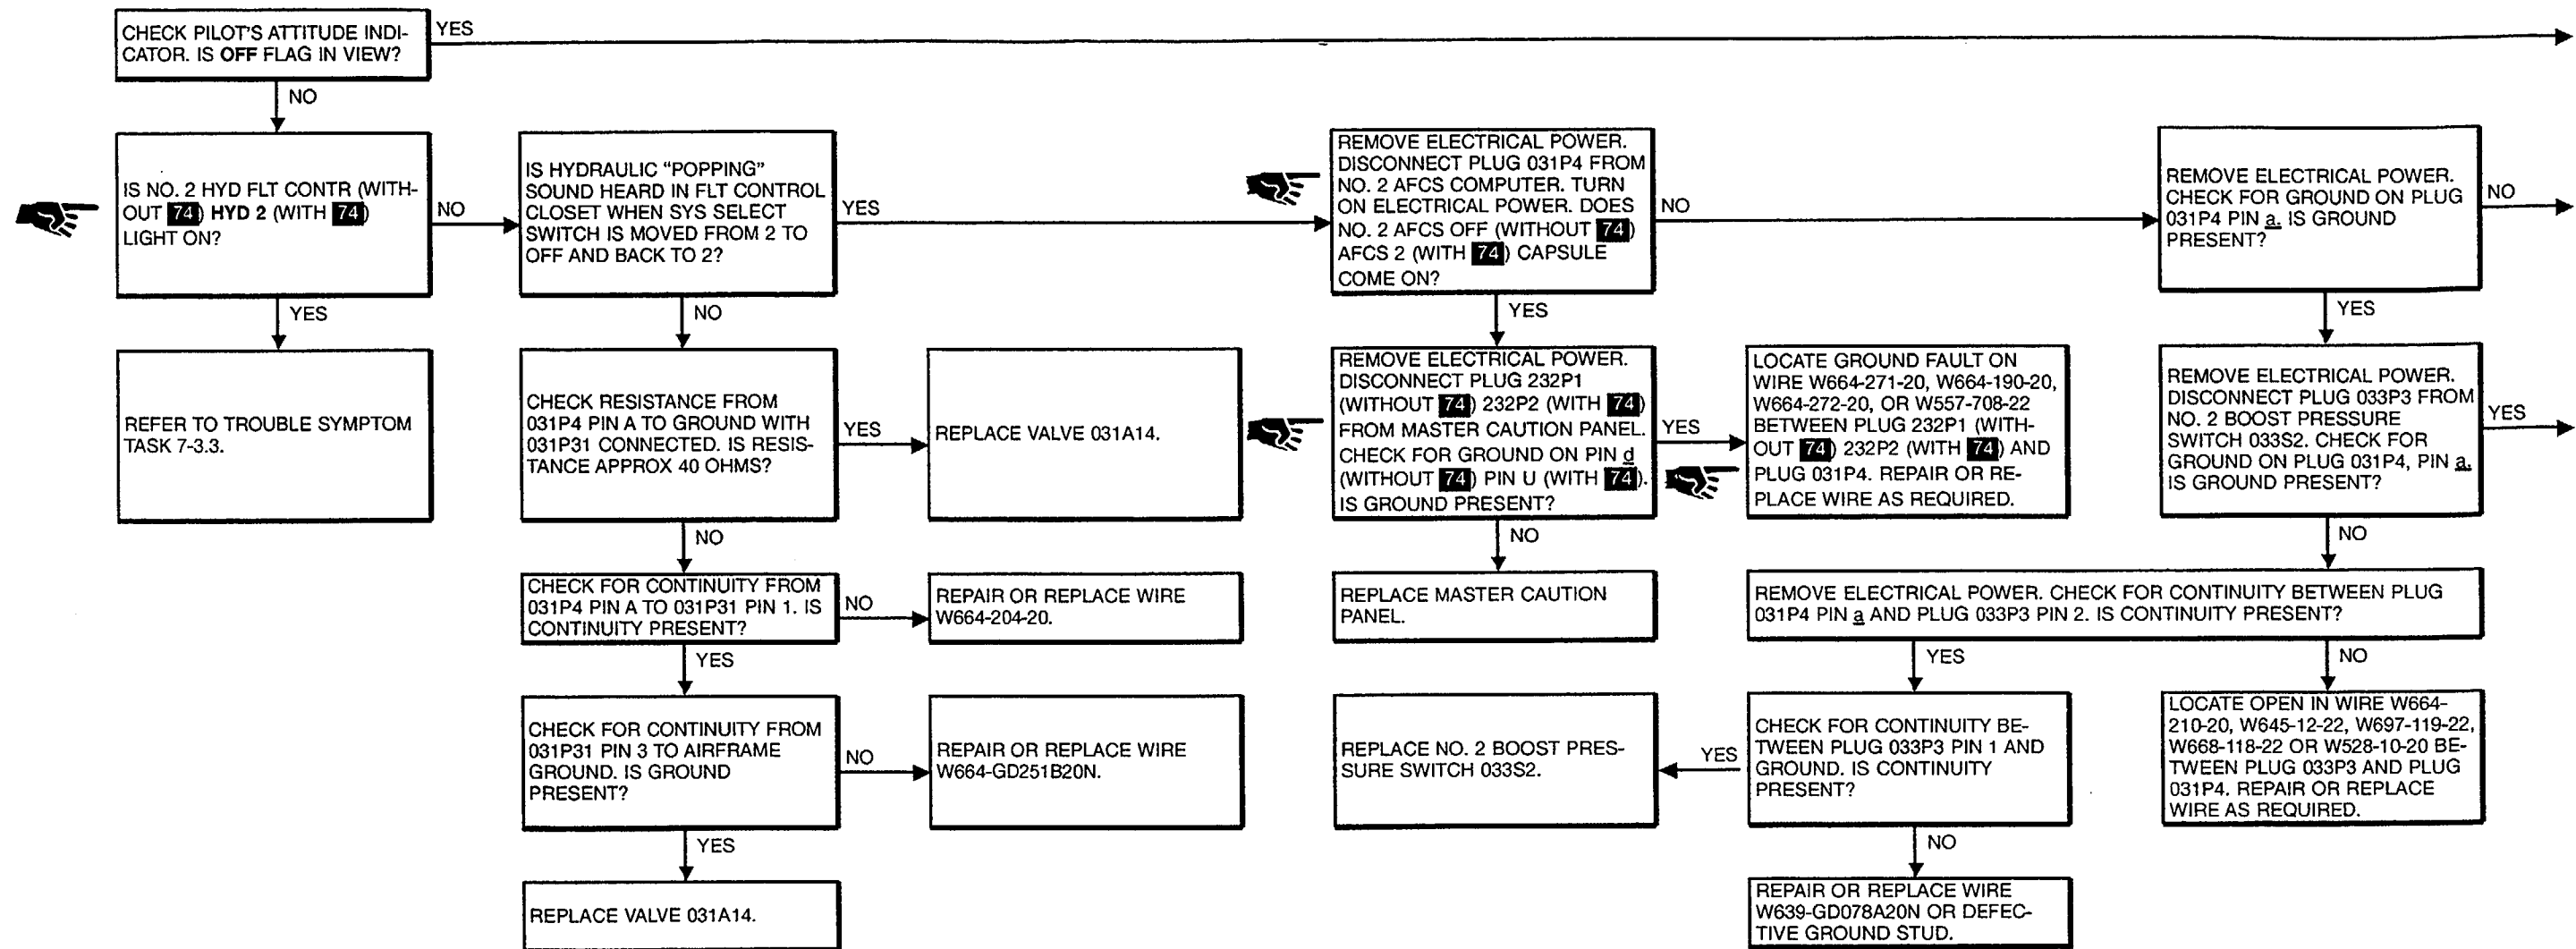 CHECK PILOT'S ATTITUDE INDI-
CATOR. IS OFF FLAG IN VIEW?
YES
NO
IS NO. 2 HYD FLT CONTR (WITH-
OUT 74) HYD 2 (WITH 74)
LIGHT ON?
NO
YES
REFER TO TROUBLE SYMPTOM
TASK 7-3.3.
IS HYDRAULIC “POPPING”
SOUND HEARD IN FLT CONTROL
CLOSET WHEN SYS SELECT
SWITCH IS MOVED FROM 2 TO
OFF AND BACK TO 2?
YES
NO
CHECK RESISTANCE FROM
031P4 PIN A TO GROUND WITH
031P31 CONNECTED. IS RESIS-
TANCE APPROX 40 OHMS?
YES
REPLACE VALVE 031A14.
NO
CHECK FOR CONTINUITY FROM
031P4 PIN A TO 031P31 PIN 1. IS
CONTINUITY PRESENT?
NO
REPAIR OR REPLACE WIRE
W664-204-20.
YES
CHECK FOR CONTINUITY FROM
031P31 PIN 3 TO AIRFRAME
GROUND. IS GROUND
PRESENT?
NO
REPAIR OR REPLACE WIRE
W664-GD251B20N.
YES
REPLACE VALVE 031A14.
REMOVE ELECTRICAL POWER.
DISCONNECT PLUG 031P4 FROM
NO. 2 AFCS COMPUTER. TURN
ON ELECTRICAL POWER. DOES
NO. 2 AFCS OFF (WITHOUT 74)
AFCS 2 (WITH 74) CAPSULE
COME ON?
NO
YES
REMOVE ELECTRICAL POWER.
DISCONNECT PLUG 232P1
(WITHOUT 74) 232P2 (WITH 74)
FROM MASTER CAUTION PANEL.
CHECK FOR GROUND ON PIN d
(WITHOUT 74) PIN U (WITH 74).
IS GROUND PRESENT?
YES
LOCATE GROUND FAULT ON
WIRE W664-271-20, W664-190-20,
W664-272-20, OR W557-708-22
BETWEEN PLUG 232P1 (WITH-
OUT 74) 232P2 (WITH 74) AND
PLUG 031P4. REPAIR OR RE-
PLACE WIRE AS REQUIRED.
NO
REPLACE MASTER CAUTION
PANEL.
REMOVE ELECTRICAL POWER.
CHECK FOR GROUND ON PLUG
031P4 PIN a. IS GROUND
PRESENT?
NO
YES
REMOVE ELECTRICAL POWER.
DISCONNECT PLUG 033P3 FROM
NO. 2 BOOST PRESSURE
SWITCH 033S2. CHECK FOR
GROUND ON PLUG 031P4, PIN a.
IS GROUND PRESENT?
YES
NO
REMOVE ELECTRICAL POWER. CHECK FOR CONTINUITY BETWEEN PLUG
031P4 PIN a AND PLUG 033P3 PIN 2. IS CONTINUITY PRESENT?
YES
NO
CHECK FOR CONTINUITY BE-
TWEEN PLUG 033P3 PIN 1 AND
GROUND. IS CONTINUITY
PRESENT?
YES
REPLACE NO. 2 BOOST PRES-
SURE SWITCH 033S2.
NO
REPAIR OR REPLACE WIRE
W639-GD078A20N OR DEFEC-
TIVE GROUND STUD.
LOCATE OPEN IN WIRE W664-
210-20, W645-12-22, W697-119-22,
W668-118-22 OR W528-10-20 BE-
TWEEN PLUG 033P3 AND PLUG
031P4. REPAIR OR REPLACE
WIRE AS REQUIRED.